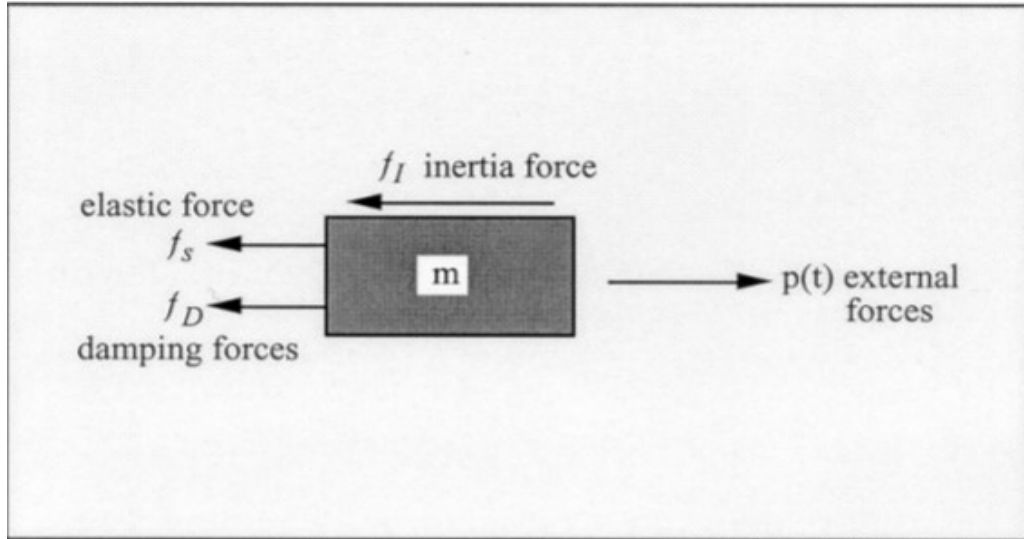 f_I inertia force
elastic force
f_s
m
p(t) external
forces
f_D
damping forces